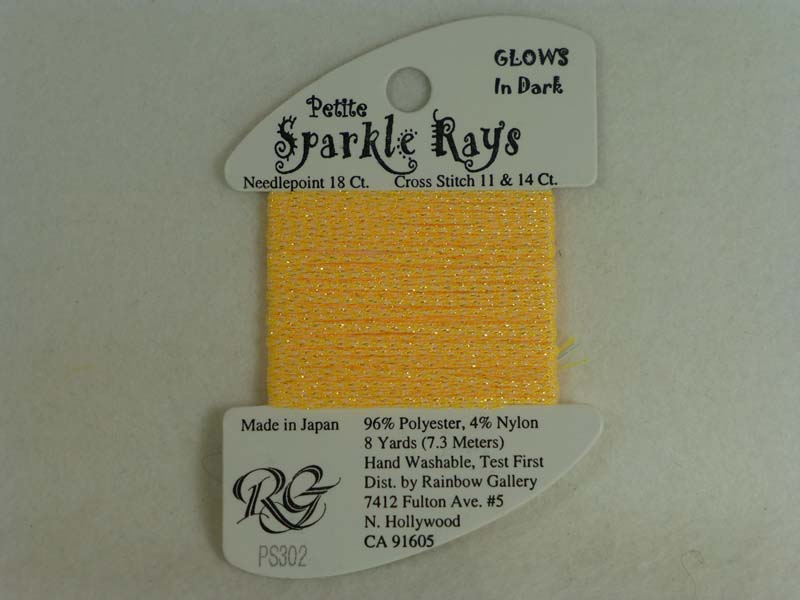 GLOWS
In Dark
Petite
Sparkle Rays
Needlepoint 18 Ct. Cross Stitch 11 & 14 Ct.
Made in Japan
RG
PS302
96% Polyester, 4% Nylon
8 Yards (7.3 Meters)
Hand Washable, Test First
Dist. by Rainbow Gallery
7412 Fulton Ave. #5
N. Hollywood
CA 91605